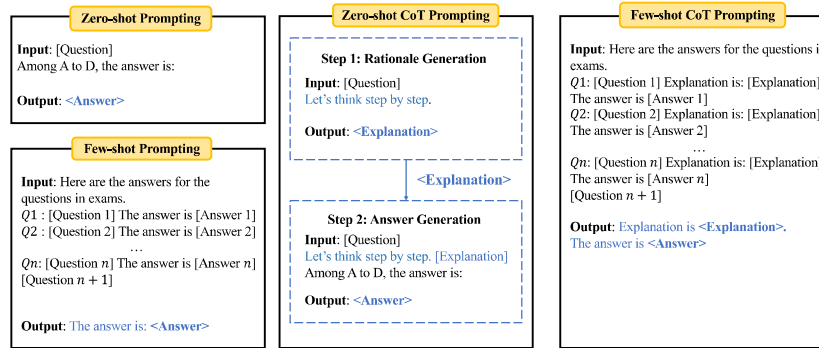 Zero-shot Prompting
Input: [Question]
Among A to D, the answer is:
Output: <Answer>
Few-shot Prompting
Input: Here are the answers for the
questions in exams.
Q1 : [Question 1] The answer is [Answer 1]
Q2 : [Question 2] The answer is [Answer 2]
…
Qn: [Question n] The answer is [Answer n]
[Question n + 1]
Output: The answer is: <Answer>
Zero-shot CoT Prompting
Step 1: Rationale Generation
Input: [Question]
Let's think step by step.
Output: <Explanation>
<Explanation>
Step 2: Answer Generation
Input: [Question]
Let's think step by step. [Explanation]
Among A to D, the answer is:
Output: <Answer>
Few-shot CoT Prompting
Input: Here are the answers for the questions i
exams.
Q1: [Question 1] Explanation is: [Explanation]
The answer is [Answer 1]
Q2: [Question 2] Explanation is: [Explanation]
The answer is [Answer 2]
…
Qn: [Question n] Explanation is: [Explanation]
The answer is [Answer n]
[Question n + 1]
Output: Explanation is <Explanation>.
The answer is <Answer>